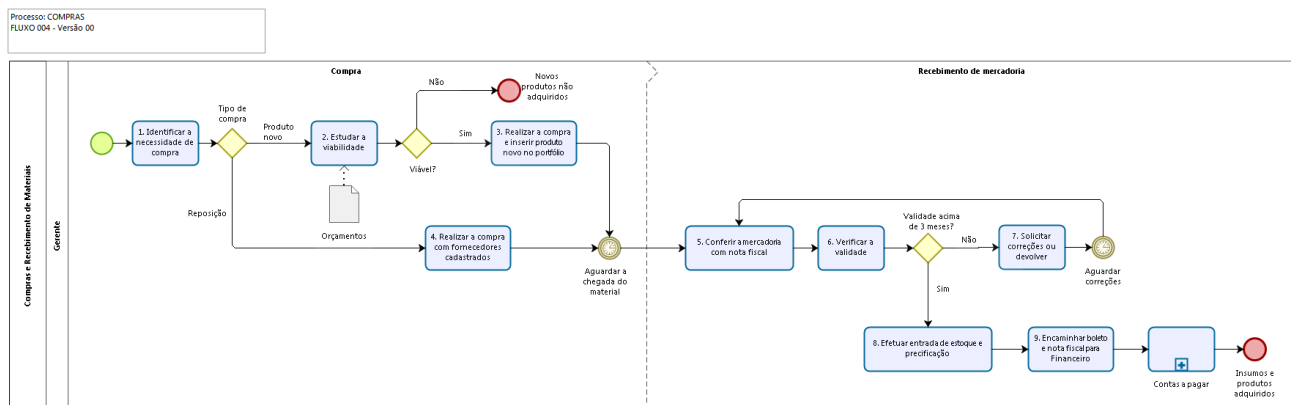 Processo: COMPRAS
FLUXO 004 - Versão 00
Compras e Recebimento de Materiais
Gerente
Compra
Recebimento de mercadoria
1. Identificar a
necessidade de
compra
Tipo de
compra
Produto
novo
Reposição
2. Estudar a
viabilidade
Orçamentos
Viável?
Não
Novos
produtos não
adquiridos
Sim
3. Realizar a compra
e inserir produto
novo no portfólio
4. Realizar a compra
com fornecedores
cadastrados
Aguardar a
chegada do
material
5. Conferir a mercadoria
com nota fiscal
6. Verificar a
validade
Validade acima
de 3 meses?
Não
7. Solicitar
correções ou
devolver
Aguardar
correções
Sim
8. Efetuar entrada de estoque e
precificação
9. Encaminhar boleto
e nota fiscal para
Financeiro
Contas a pagar
Insumos e
produtos
adquiridos